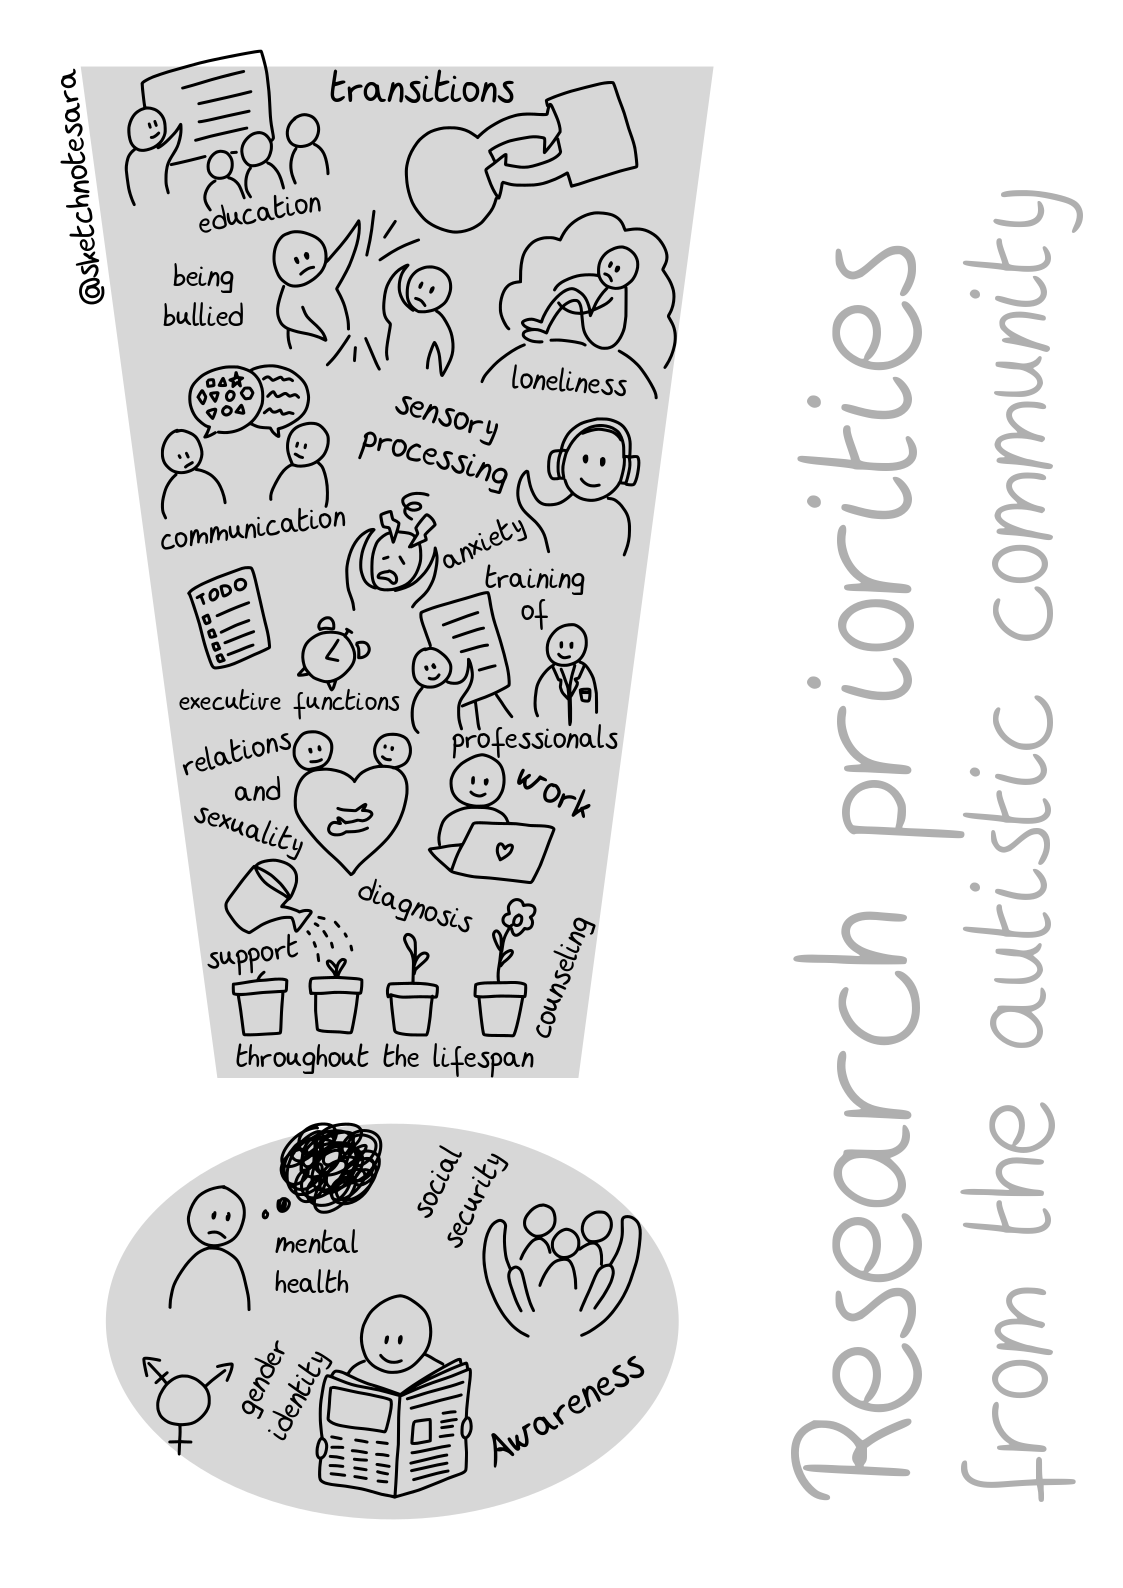 @sketchnotesara
transitions
education
being
bullied
loneliness
sensory
processing
communication
anxiety
TODO
training
of
professionals
executive functions
relations
and
sexuality
work
diagnosis
support
counseling
throughout the lifespan
mental
health
social
security
gender
identity
Awareness
Research priorities
from the autistic community